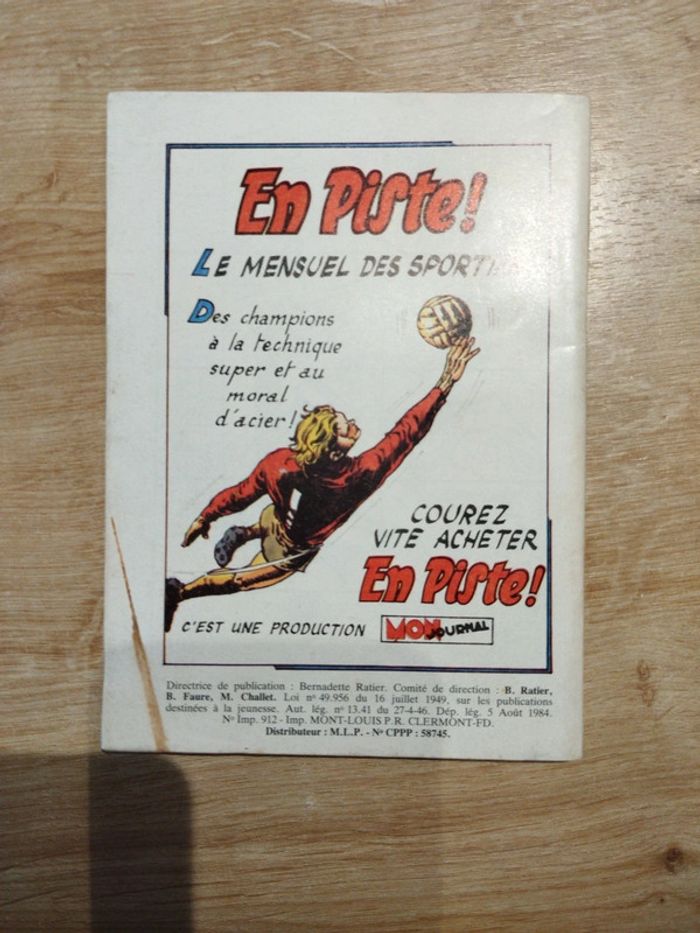 En Piste!
LE MENSUEL DES
Des champions
à la technique
super et au
moral
d'acier!
1
COUREZ
VITE ACHETER
En Piste!
C'EST UNE PRODUCTION MON JOURNAL
Directrice de publication : Bernadette Ratier. Comité de direction : B. Ratier,
B. Faure, M. Challet. Loi nº 49.956 du 16 juillet 1949, sur les publications
destinées à la jeunesse. Aut. lég. nº 13.41 du 27-4-46. Dép. lég. 5 Août 1984.
Nº Imp. 912 - Imp. MONT-LOUIS P.R. CLERMONT-FD.
Distributeur : M.L.P. - Nº CPPP : 58745.